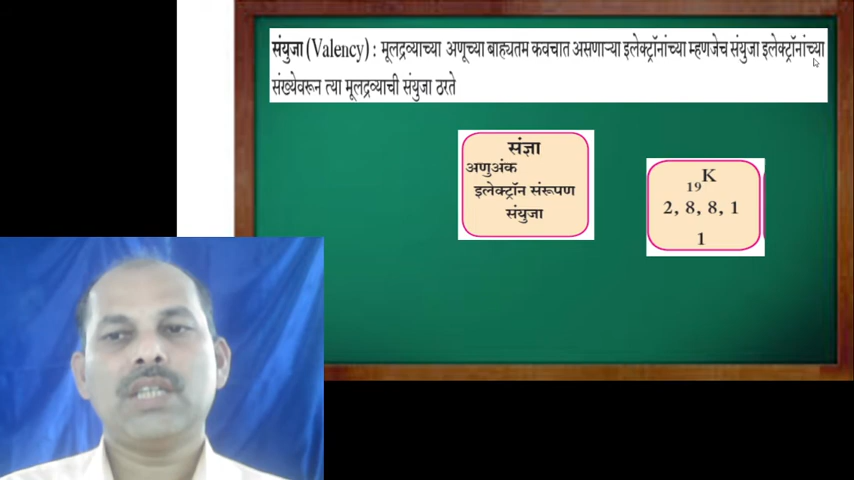 संयुजा (Valency) : मूलद्रव्याच्या अणूच्या बाह्यतम कवचात असणाऱ्या इलेक्ट्रॉनांच्या म्हणजेच संयुजा इलेक्ट्रॉनांच्या
संख्येवरून त्या मूलद्रव्याची संयुजा ठरते
संज्ञा
अणुअंक
इलेक्ट्रॉन संरूपण
संयुजा
₁₉K
2, 8, 8, 1
1